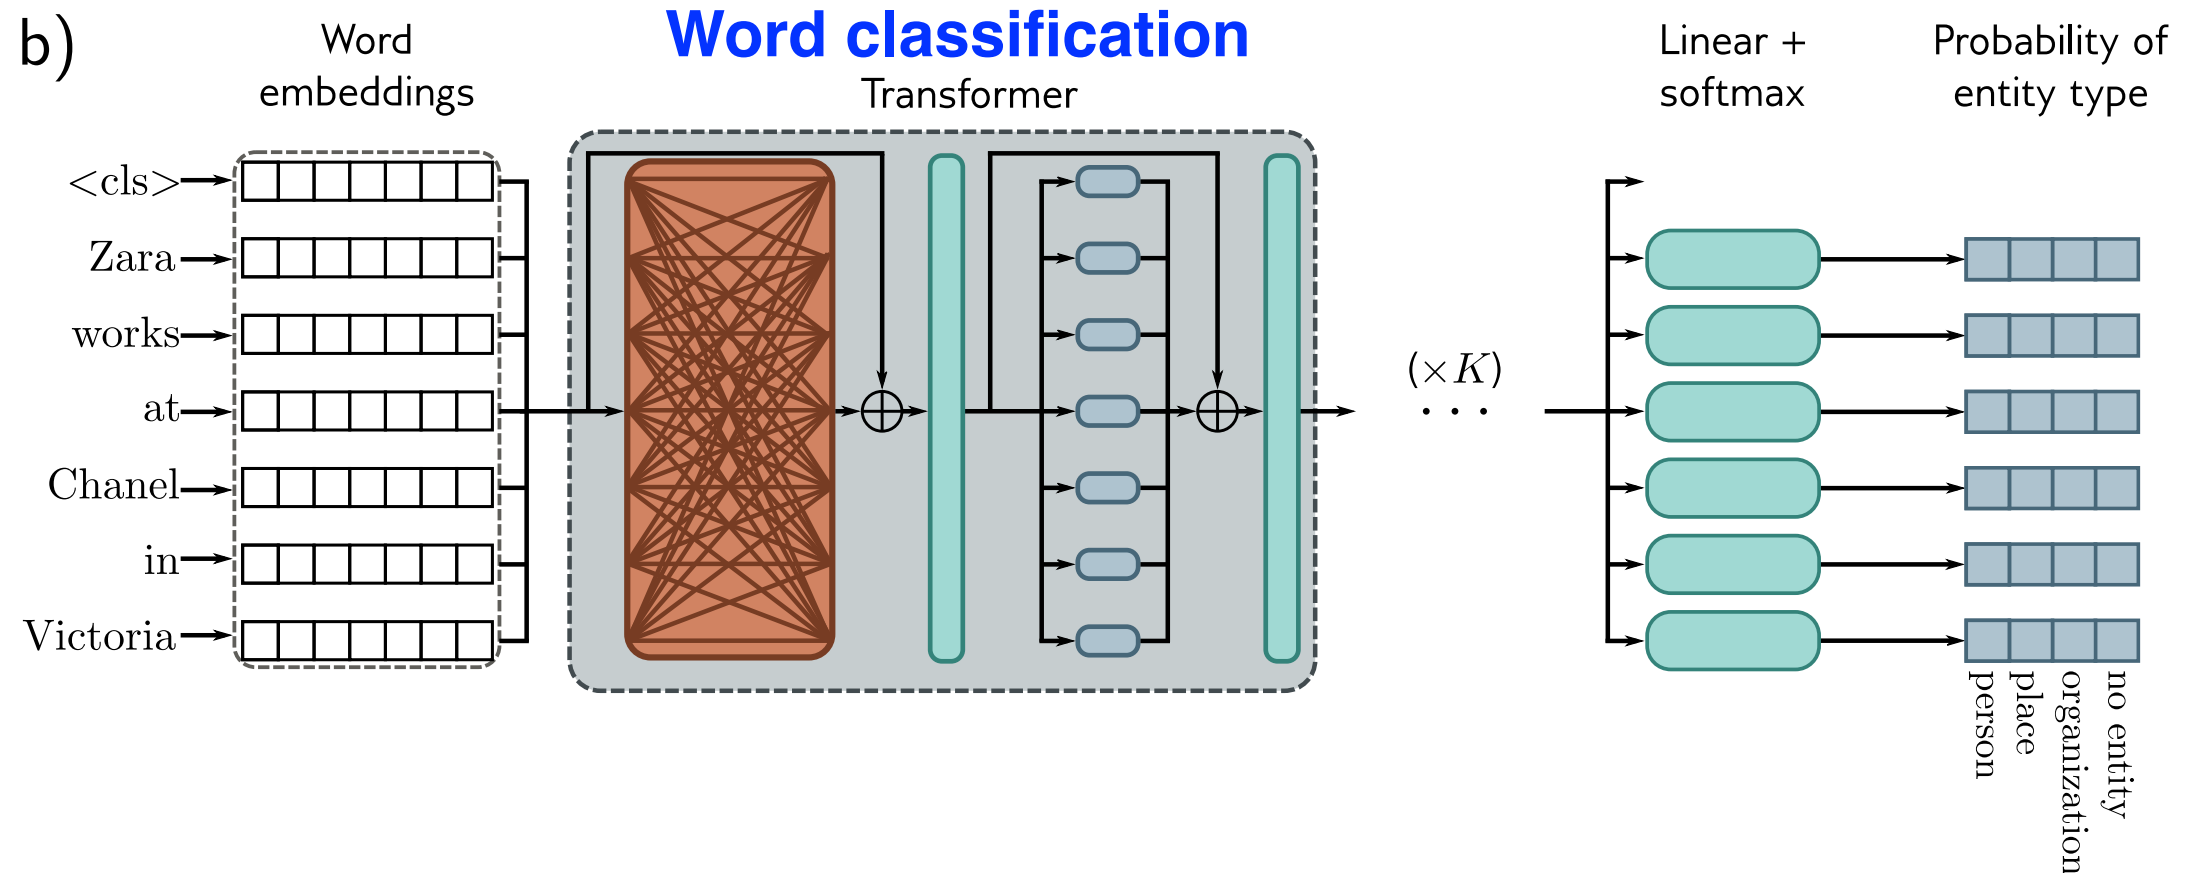 b)
Word
embeddings
Word classification
Transformer
Linear +
softmax
Probability of
entity type
<cls>
Zara
works
at
Chanel
in
Victoria
(×K)
. . .
person
place
organization
no entity